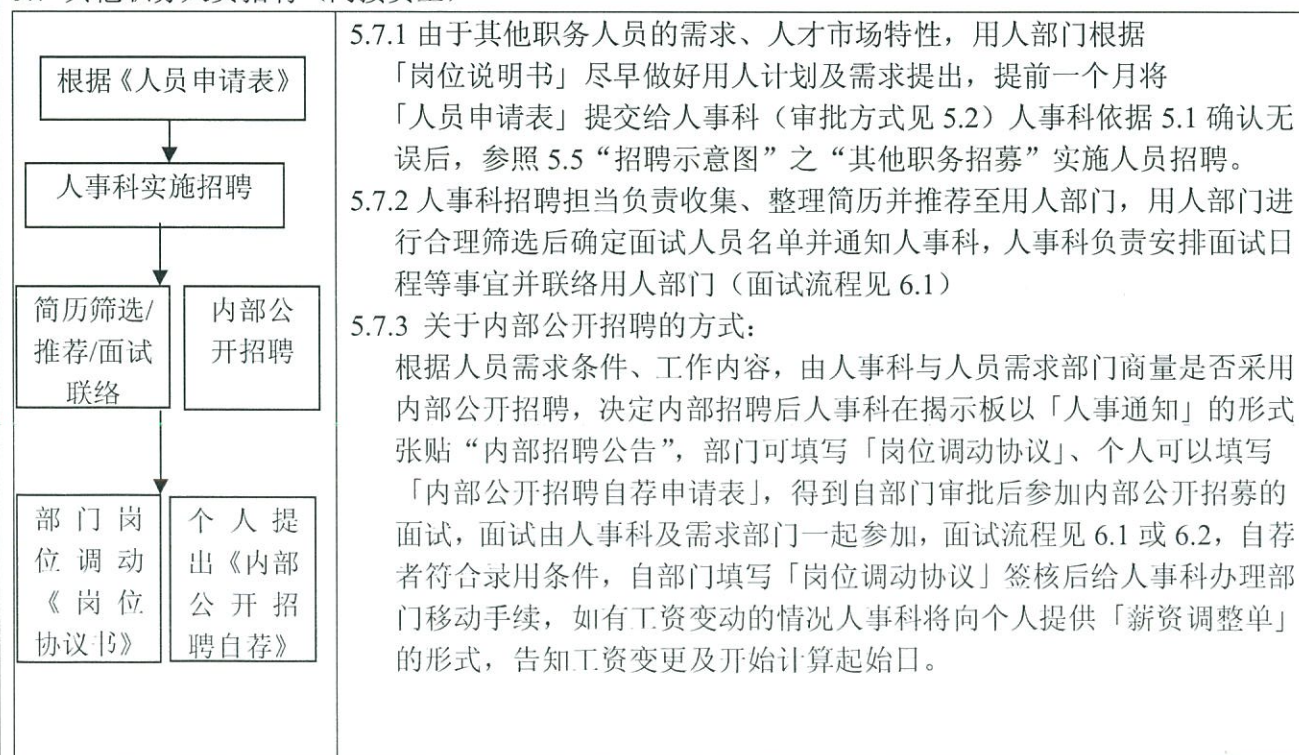 根据《人员申请表》
人事科实施招聘
简历筛选/
推荐/面试
联络
内部公
开招聘
部门岗
位调动
《岗位
协议书》
个人提
出《内部
公开招
聘自荐》
5.7.1 由于其他职务人员的需求、人才市场特性，用人部门根据
「岗位说明书」尽早做好用人计划及需求提出，提前一个月将
「人员申请表」提交给人事科（审批方式见 5.2）人事科依据 5.1 确认无
误后，参照 5.5“招聘示意图”之“其他职务招募”实施人员招聘。
5.7.2 人事科招聘担当负责收集、整理简历并推荐至用人部门，用人部门进
行合理筛选后确定面试人员名单并通知人事科，人事科负责安排面试日
程等事宜并联络用人部门（面试流程见 6.1）
5.7.3 关于内部公开招聘的方式：
根据人员需求条件、工作内容，由人事科与人员需求部门商量是否采用
内部公开招聘，决定内部招聘后人事科在揭示板以「人事通知」的形式
张贴“内部招聘公告”，部门可填写「岗位调动协议」、个人可以填写
「内部公开招聘自荐申请表」，得到自部门审批后参加内部公开招募的
面试，面试由人事科及需求部门一起参加，面试流程见 6.1 或 6.2，自荐
者符合录用条件，自部门填写「岗位调动协议」签核后给人事科办理部
门移动手续，如有工资变动的情况人事科将向个人提供「薪资调整单」
的形式，告知工资变更及开始计算起始日。